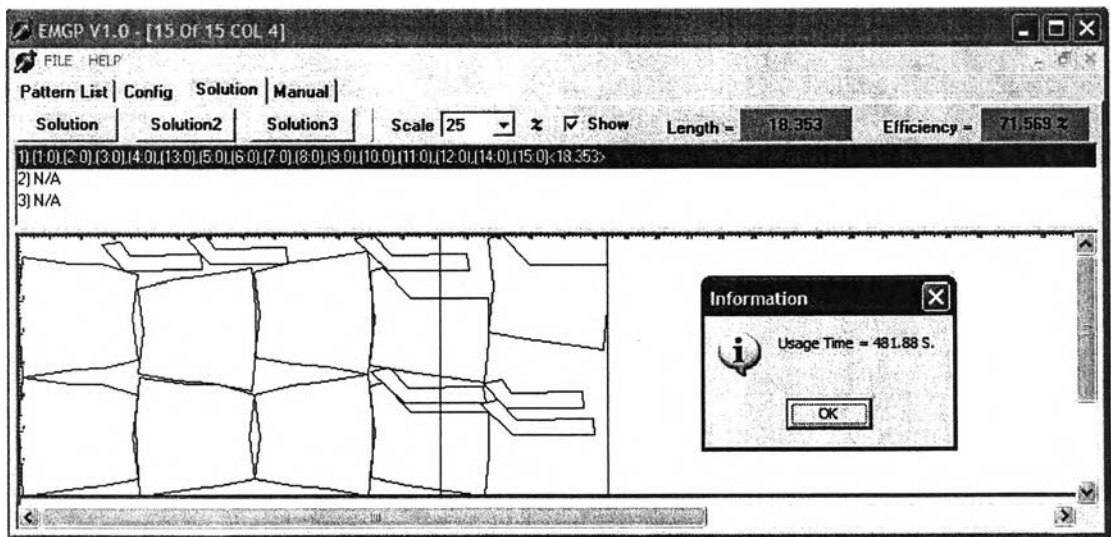 EMGP V1.0 - [15 Of 15 COL 4]
FILE HELP
Pattern List Config Solution Manual
Solution Solution2 Solution3 Scale 25 % Show Length = 18.353 Efficiency = 71.569 %
1) (1:0),(2:0),(3:0),(4:0),(13:0),(5:0),(6:0),(7:0),(8:0),(9:0),(10:0),(11:0),(12:0),(14:0),(15:0)<18.353>
2) N/A
3) N/A
Information
Usage Time = 481.88 S.
OK